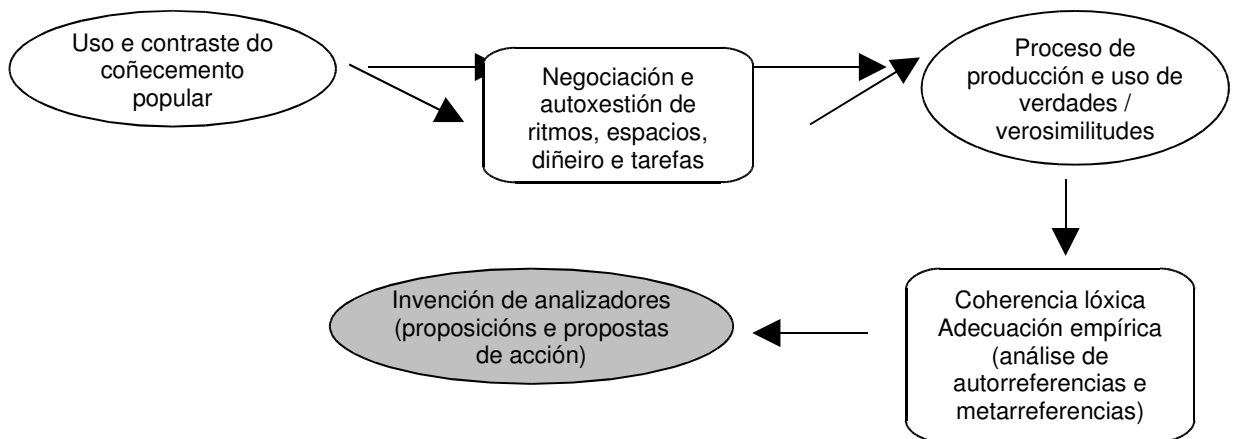 Uso e contraste do
coñecemento
popular
Negociación e
autoxestión de
ritmos, espacios,
diñeiro e tarefas
Proceso de
producción e uso de
verdades /
verosimilitudes
Coherencia lóxica
Adecuación empírica
(análise de
autorreferencias e
metarreferencias)
Invención de analizadores
(proposicións e propostas
de acción)